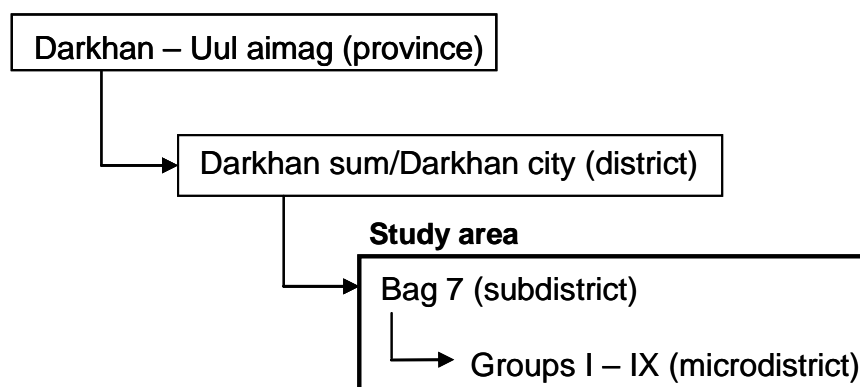 Darkhan – Uul aimag (province)
Darkhan sum/Darkhan city (district)
Study area
Bag 7 (subdistrict)
Groups I – IX (microdistrict)